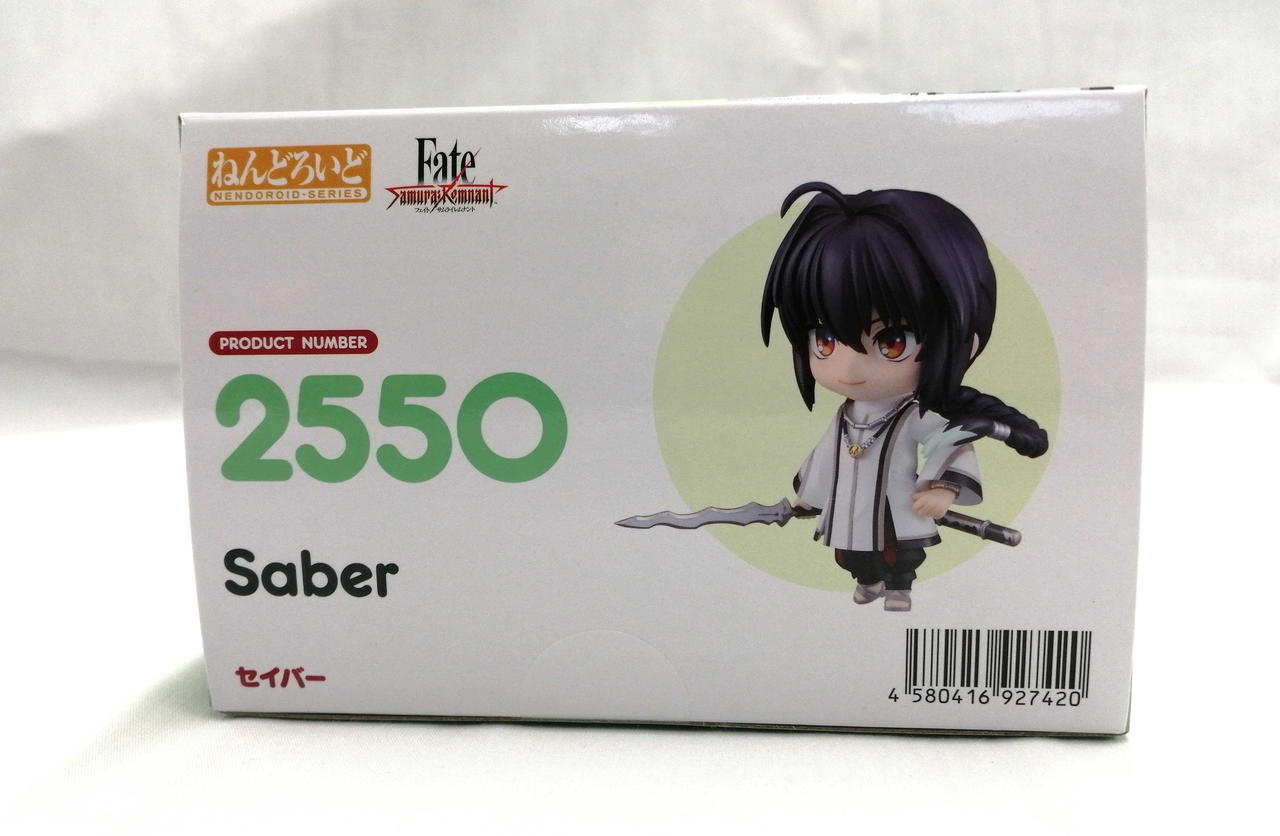 ねんどろいど
NENDOROID-SERIES
Fate
Samurai Remnant
フェイト/サムライレムナント
PRODUCT NUMBER
2550
Saber
セイバー
4 580416 927420